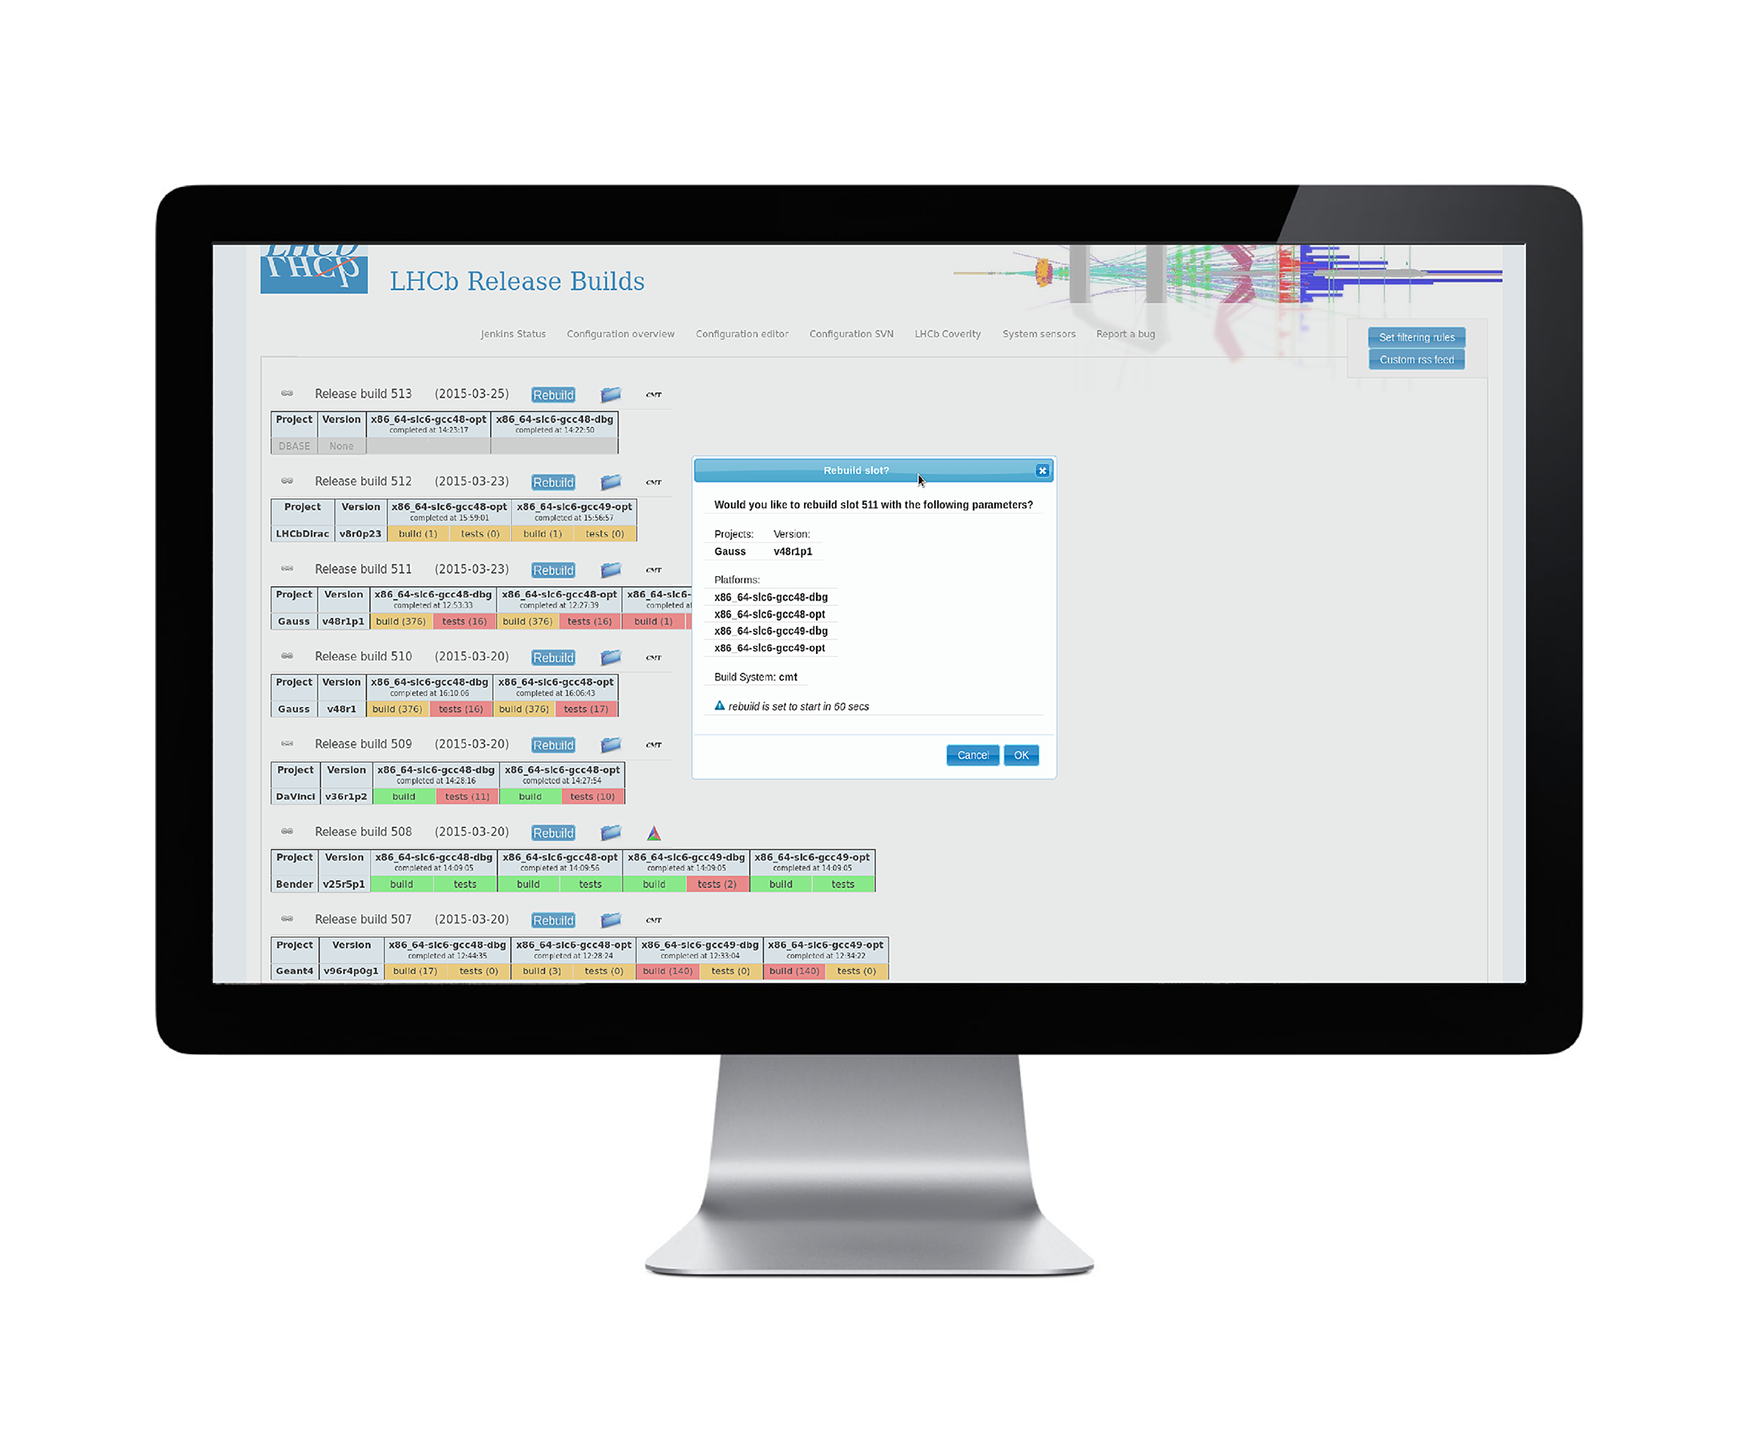 LHCb
LHCb Release Builds
Jenkins Status Configuration overview Configuration editor Configuration SVN LHCb Coverity System sensors Report a bug
Set filtering rules
Custom rss feed
Release build 513 (2015-03-25) Rebuild CMT
Project Version x86_64-slc6-gcc48-opt x86_64-slc6-gcc48-dbg
completed at 14:23:17 completed at 14:22:50
DBASE None
Release build 512 (2015-03-23) Rebuild CMT
Project Version x86_64-slc6-gcc48-opt x86_64-slc6-gcc49-opt
completed at 15:59:01 completed at 15:56:57
LHCbDirac v8r0p23 build (1) tests (0) build (1) tests (0)
Release build 511 (2015-03-23) Rebuild CMT
Project Version x86_64-slc6-gcc48-dbg x86_64-slc6-gcc48-opt x86_64-slc6-
completed at 12:53:33 completed at 12:27:39 completed at
Gauss v48r1p1 build (376) tests (16) build (376) tests (16) build (1)
Release build 510 (2015-03-20) Rebuild CMT
Project Version x86_64-slc6-gcc48-dbg x86_64-slc6-gcc48-opt
completed at 16:10:06 completed at 16:06:43
Gauss v48r1 build (376) tests (16) build (376) tests (17)
Release build 509 (2015-03-20) Rebuild CMT
Project Version x86_64-slc6-gcc48-dbg x86_64-slc6-gcc48-opt
completed at 14:28:16 completed at 14:27:54
DaVinci v36r1p2 build tests (11) build tests (10)
Release build 508 (2015-03-20) Rebuild
Project Version x86_64-slc6-gcc48-dbg x86_64-slc6-gcc48-opt x86_64-slc6-gcc49-dbg x86_64-slc6-gcc49-opt
completed at 14:09:05 completed at 14:09:56 completed at 14:09:05 completed at 14:09:05
Bender v25r5p1 build tests build tests build tests (2) build tests
Release build 507 (2015-03-20) Rebuild CMT
Project Version x86_64-slc6-gcc48-dbg x86_64-slc6-gcc48-opt x86_64-slc6-gcc49-dbg x86_64-slc6-gcc49-opt
completed at 12:44:35 completed at 12:28:24 completed at 12:33:04 completed at 12:34:22
Geant4 v96r4p0g1 build (17) tests (0) build (3) tests (0) build (140) tests (0) build (140) tests (0)
Rebuild slot?
Would you like to rebuild slot 511 with the following parameters?
Projects: Version:
Gauss v48r1p1
Platforms:
x86_64-slc6-gcc48-dbg
x86_64-slc6-gcc48-opt
x86_64-slc6-gcc49-dbg
x86_64-slc6-gcc49-opt
Build System: cmt
rebuild is set to start in 60 secs
Cancel OK